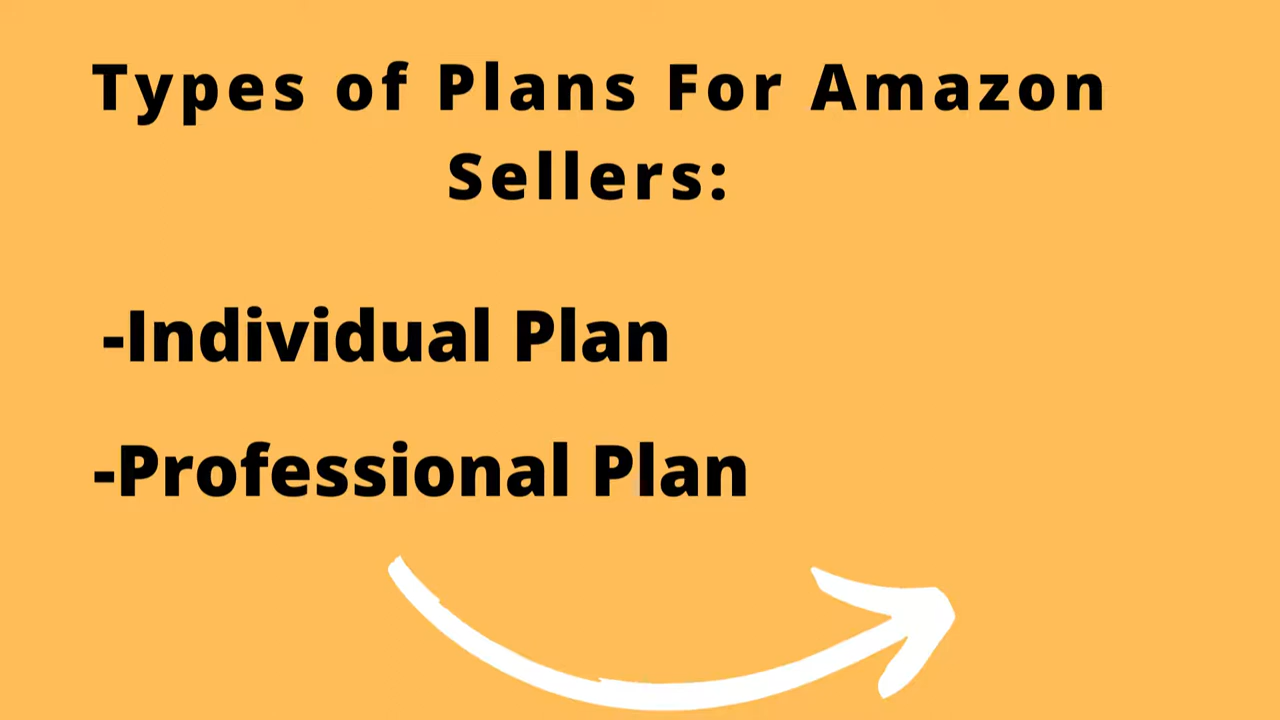 Types of Plans For Amazon
Sellers:
-Individual Plan
-Professional Plan